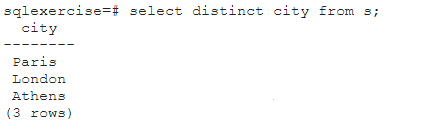 sqlexercise=# select distinct city from s;
city
--------
Paris
London
Athens
(3 rows)